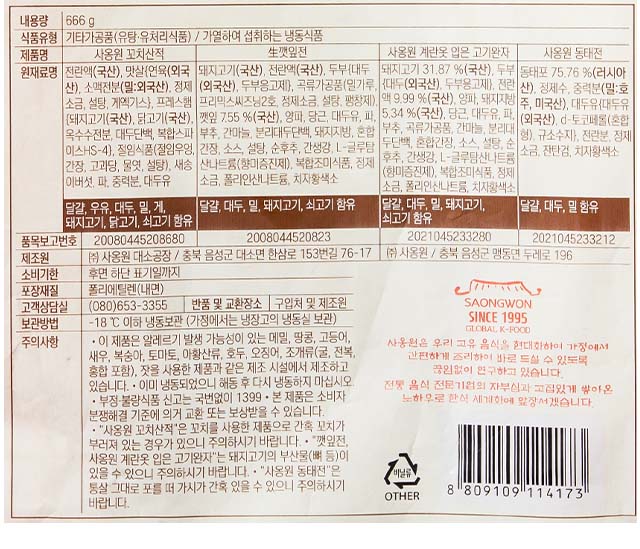 내용량 666 g
식품유형 기타가공품(유탕·유처리식품) / 가열하여 섭취하는 냉동식품
제품명 사옹원 꼬치산적 생깻잎전 사옹원 계란옷 입은 고기완자 사옹원 동태전
원재료명
전란액(국산), 맛살(연육(외국
산), 소맥전분(밀:외국산), 정제
소금, 설탕, 게엑기스), 프레스햄
[돼지고기(국산), 닭고기(국산),
옥수수전분, 대두단백, 복합스파
이스HS-4], 절임식품(절임우엉,
간장, 고과당, 물엿, 설탕), 새송
이버섯, 파, 중력분, 대두유
돼지고기(국산), 전란액(국산), 두부(대두
(외국산), 두부응고제), 곡류가공품(밀가루,
프리믹스씨즈닝2호, 정제소금, 설탕, 팽창제),
깻잎 7.55 %(국산), 양파, 당근, 대두유, 파,
부추, 간마늘, 분리대두단백, 돼지지방, 혼합
간장, 소스, 설탕, 순후추, 간생강, L-글루탐
산나트륨(향미증진제), 복합조미식품, 정제
소금, 폴리인산나트륨, 치자황색소
돼지고기 31.87 %(국산), 두부
(대두(외국산), 두부응고제), 전란
액 9.99 %(국산), 양파, 돼지지방
5.34 %(국산), 당근, 대두유, 파,
부추, 곡류가공품, 간마늘, 분리대
두단백, 혼합간장, 소스, 설탕, 순
후추, 간생강, L-글루탐산나트륨
(향미증진제), 복합조미식품, 정제
소금, 폴리인산나트륨, 치자황색소
동태포 75.76 %(러시아
산), 정제수, 중력분(밀:호
주, 미국산), 대두유(대두유
(외국산), d-토코페롤(혼합
형), 규소수지), 전란분, 정제
소금, 잔탄검, 치자황색소
달걀, 우유, 대두, 밀, 게,
돼지고기, 닭고기, 쇠고기 함유
달걀, 대두, 밀, 돼지고기, 쇠고기 함유
달걀, 대두, 밀, 돼지고기,
쇠고기 함유
달걀, 대두, 밀 함유
품목보고번호 20080445208680 2008044520823 2021045233280 2021045233212
제조원 ㈜ 사옹원 대소공장 / 충북 음성군 대소면 한삼로 153번길 76-17 ㈜ 사옹원 / 충북 음성군 맹동면 두레로 196
소비기한 후면 하단 표기일까지
포장재질 폴리에틸렌(내면)
고객상담실 (080)653-3355 반품 및 교환장소 구입처 및 제조원
보관방법 -18 ℃ 이하 냉동보관 (가정에서는 냉장고의 냉동실 보관)
주의사항
• 이 제품은 알레르기 발생 가능성이 있는 메밀, 땅콩, 고등어,
새우, 복숭아, 토마토, 아황산류, 호두, 오징어, 조개류(굴, 전복,
홍합 포함), 잣을 사용한 제품과 같은 제조 시설에서 제조하고
있습니다. • 이미 냉동되었으니 해동 후 다시 냉동하지 마십시오.
• 부정·불량식품 신고는 국번없이 1399 • 본 제품은 소비자
분쟁해결 기준에 의거 교환 또는 보상받을 수 있습니다.
• "사옹원 꼬치산적"은 꼬치를 사용한 제품으로 간혹 꼬치가
부러져 있는 경우가 있으니 주의하시기 바랍니다. • "깻잎전,
사옹원 계란옷 입은 고기완자"는 돼지고기의 부산물(뼈 등)이
있을 수 있으니 주의하시기 바랍니다. • "사옹원 동태전"은
통살 그대로 포를 떠 가시가 간혹 있을 수 있으니 주의하시기
바랍니다.
SAONGWON
SINCE 1995
GLOBAL K-FOOD
사옹원은 우리 고유 음식을 현대화하여 가정에서
간편하게 조리하여 바로 드실 수 있도록
끊임없이 연구하고 있습니다.
전통 음식 전문기업의 자부심과 고집있게 쌓아온
노하우로 한식 세계화에 앞장서겠습니다.
비닐류
OTHER
8 809109 114173